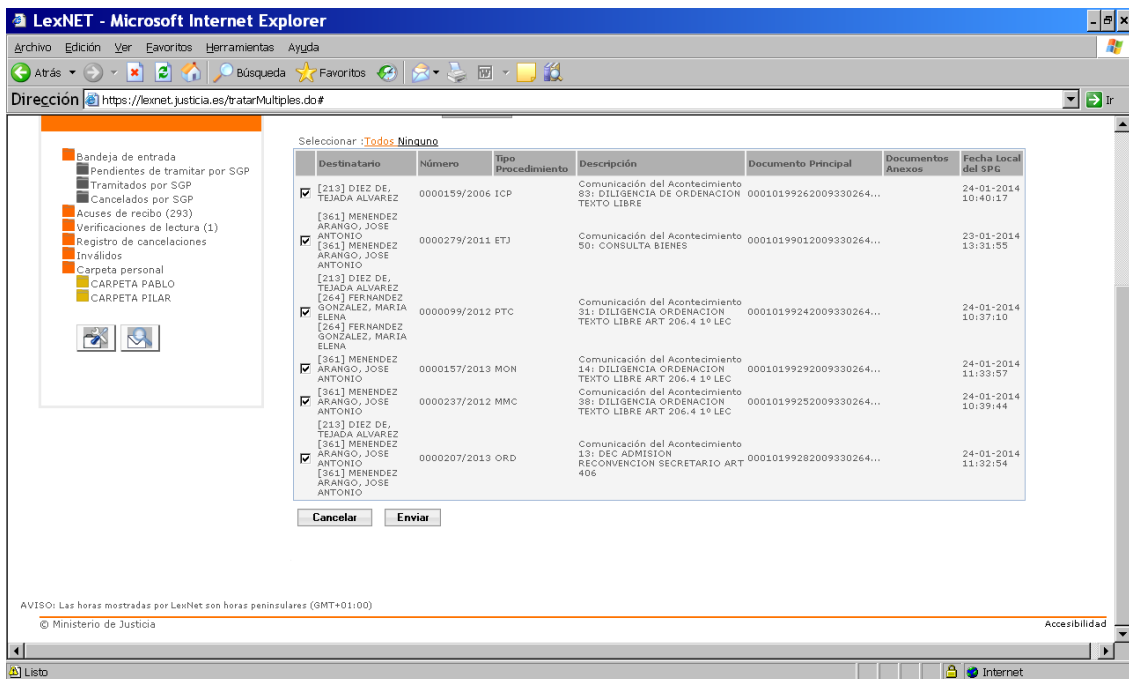 LexNET - Microsoft Internet Explorer
Archivo Edición Ver Favoritos Herramientas Ayuda
Atrás Búsqueda Favoritos
Dirección https://lexnet.justicia.es/tratarMultiples.do# Ir
Bandeja de entrada
Pendientes de tramitar por SGP
Tramitados por SGP
Cancelados por SGP
Acuses de recibo (293)
Verificaciones de lectura (1)
Registro de cancelaciones
Inválidos
Carpeta personal
CARPETA PABLO
CARPETA PILAR
Seleccionar :Todos Ninguno
Destinatario Número Tipo Procedimiento Descripción Documento Principal Documentos Anexos Fecha Local del SPG
[213] DIEZ DE,
TEJADA ALVAREZ
0000159/2006 ICP
Comunicación del Acontecimiento
83: DILIGENCIA DE ORDENACION
TEXTO LIBRE
00010199262009330264...
24-01-2014
10:40:17
[361] MENENDEZ
ARANGO, JOSE
ANTONIO
[361] MENENDEZ
ARANGO, JOSE
ANTONIO
0000279/2011 ETJ
Comunicación del Acontecimiento
50: CONSULTA BIENES
00010199012009330264...
23-01-2014
13:31:55
[213] DIEZ DE,
TEJADA ALVAREZ
[264] FERNANDEZ
GONZALEZ, MARIA
ELENA
[264] FERNANDEZ
GONZALEZ, MARIA
ELENA
0000099/2012 PTC
Comunicación del Acontecimiento
31: DILIGENCIA ORDENACION
TEXTO LIBRE ART 206.4 1º LEC
00010199242009330264...
24-01-2014
10:37:10
[361] MENENDEZ
ARANGO, JOSE
ANTONIO
0000157/2013 MON
Comunicación del Acontecimiento
14: DILIGENCIA ORDENACION
TEXTO LIBRE ART 206.4 1º LEC
00010199292009330264...
24-01-2014
11:33:57
[361] MENENDEZ
ARANGO, JOSE
ANTONIO
0000237/2012 MMC
Comunicación del Acontecimiento
38: DILIGENCIA ORDENACION
TEXTO LIBRE ART 206.4 1º LEC
00010199252009330264...
24-01-2014
10:39:44
[213] DIEZ DE,
TEJADA ALVAREZ
[361] MENENDEZ
ARANGO, JOSE
ANTONIO
[361] MENENDEZ
ARANGO, JOSE
ANTONIO
0000207/2013 ORD
Comunicación del Acontecimiento
13: DEC ADMISION
RECONVENCION SECRETARIO ART
406
00010199282009330264...
24-01-2014
11:32:54
Cancelar Enviar
AVISO: Las horas mostradas por LexNet son horas peninsulares (GMT+01:00)
© Ministerio de Justicia Accesibilidad
Listo Internet